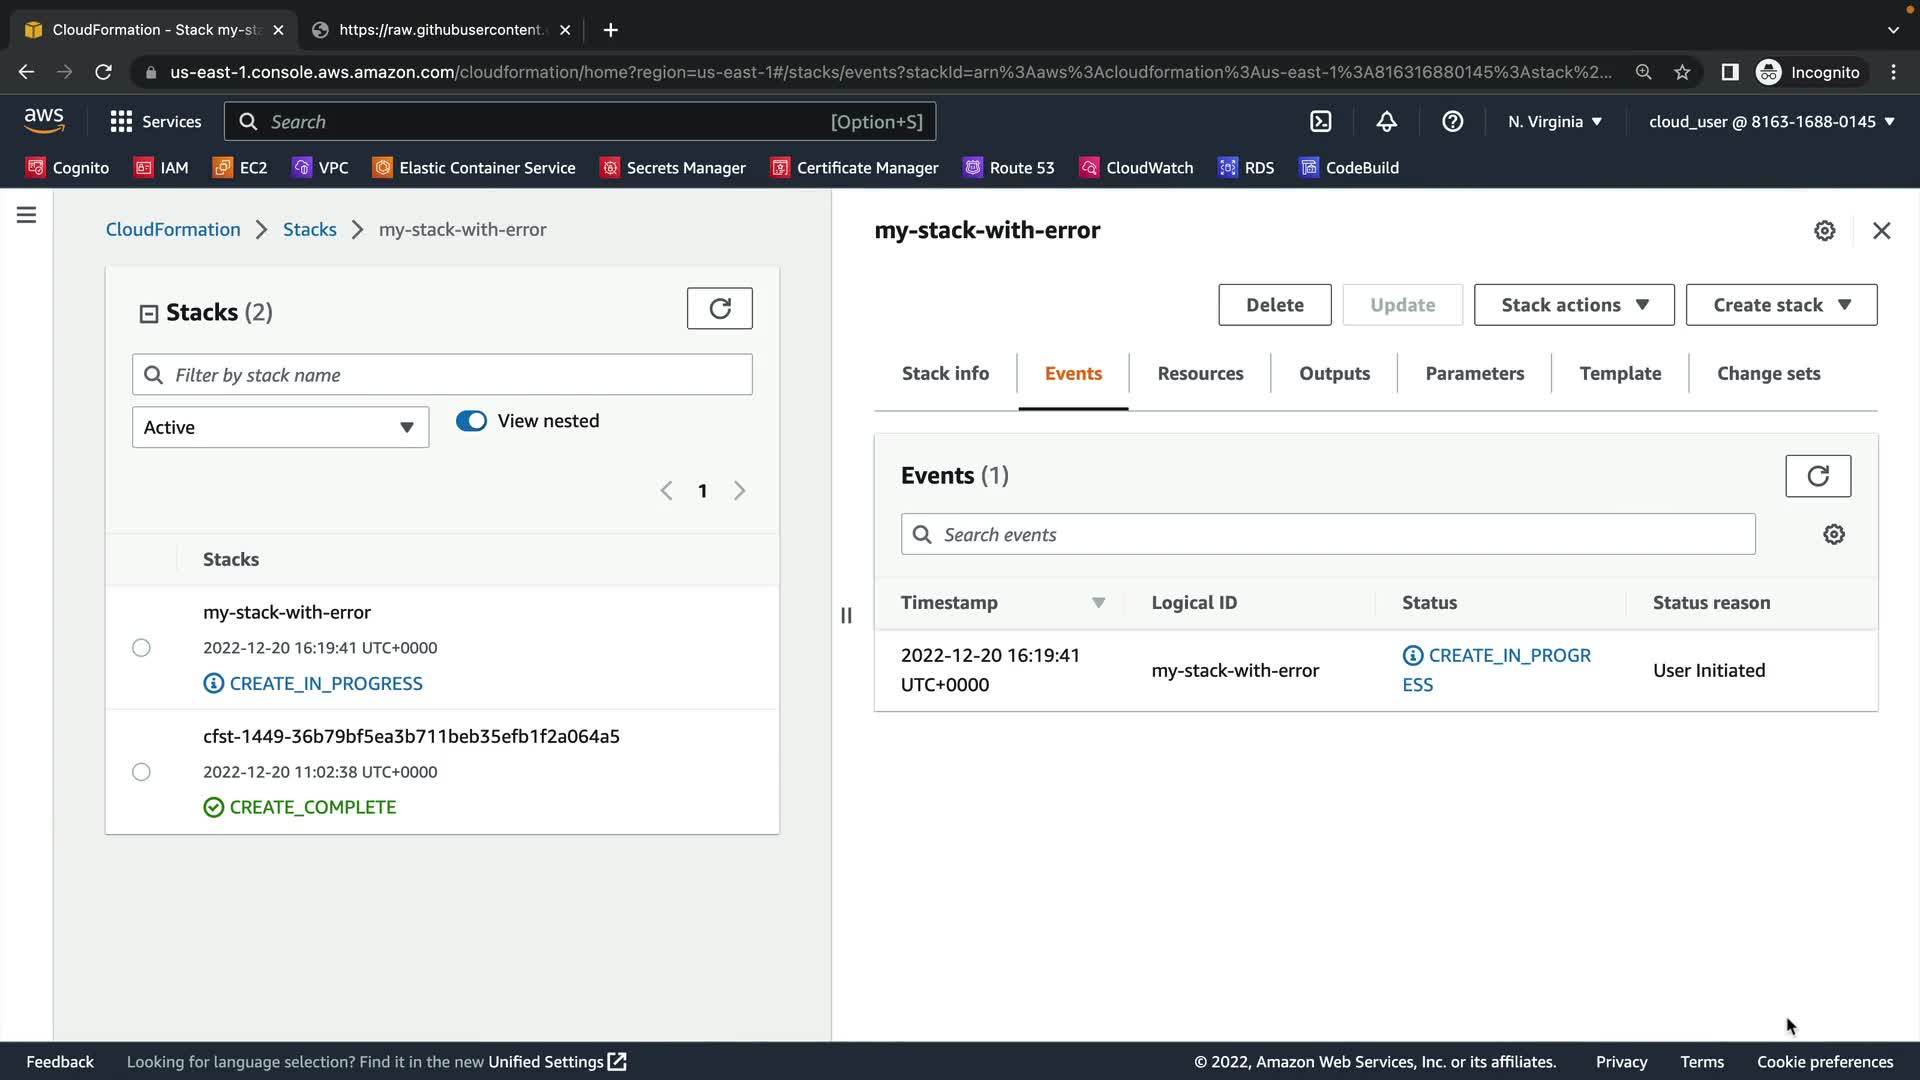 CloudFormation - Stack my-sta
https://raw.githubusercontent.
us-east-1.console.aws.amazon.com/cloudformation/home?region=us-east-1#/stacks/events?stackId=arn%3Aaws%3Acloudformation%3Aus-east-1%3A816316880145%3Astack%2...
Incognito
aws
Services
Search
[Option+S]
N. Virginia
cloud_user @ 8163-1688-0145
Cognito
IAM
EC2
VPC
Elastic Container Service
Secrets Manager
Certificate Manager
Route 53
CloudWatch
RDS
CodeBuild
CloudFormation
Stacks
my-stack-with-error
Stacks (2)
Filter by stack name
Active
View nested
1
Stacks
my-stack-with-error
2022-12-20 16:19:41 UTC+0000
CREATE_IN_PROGRESS
cfst-1449-36b79bf5ea3b711beb35efb1f2a064a5
2022-12-20 11:02:38 UTC+0000
CREATE_COMPLETE
my-stack-with-error
Delete
Update
Stack actions
Create stack
Stack info
Events
Resources
Outputs
Parameters
Template
Change sets
Events (1)
Search events
Timestamp
Logical ID
Status
Status reason
2022-12-20 16:19:41
UTC+0000
my-stack-with-error
CREATE_IN_PROGR
ESS
User Initiated
Feedback
Looking for language selection? Find it in the new Unified Settings
© 2022, Amazon Web Services, Inc. or its affiliates.
Privacy
Terms
Cookie preferences